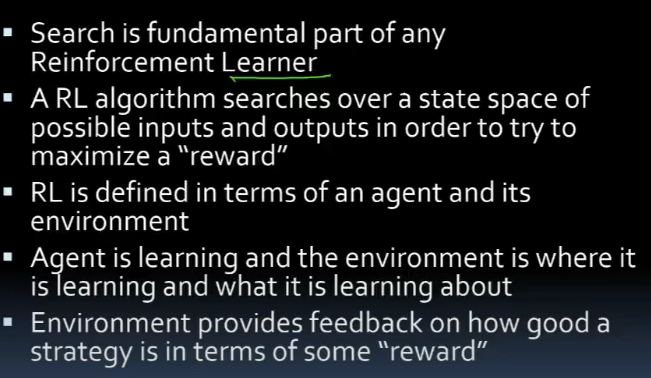 ▪ Search is fundamental part of any
Reinforcement Learner
▪ A RL algorithm searches over a state space of
possible inputs and outputs in order to try to
maximize a “reward”
▪ RL is defined in terms of an agent and its
environment
▪ Agent is learning and the environment is where it
is learning and what it is learning about
▪ Environment provides feedback on how good a
strategy is in terms of some “reward”